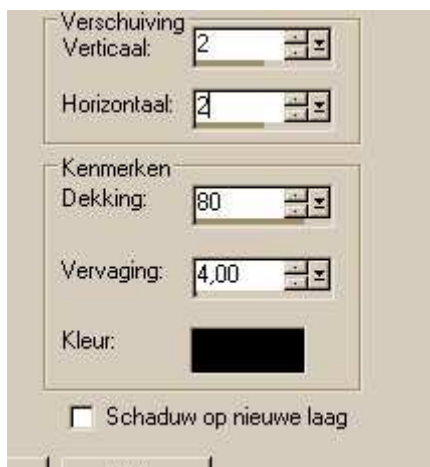 Verschuiving
Verticaal: 2
Horizontaal: 2
Kenmerken
Dekking: 80
Vervaging: 4,00
Kleur:
Schaduw op nieuwe laag